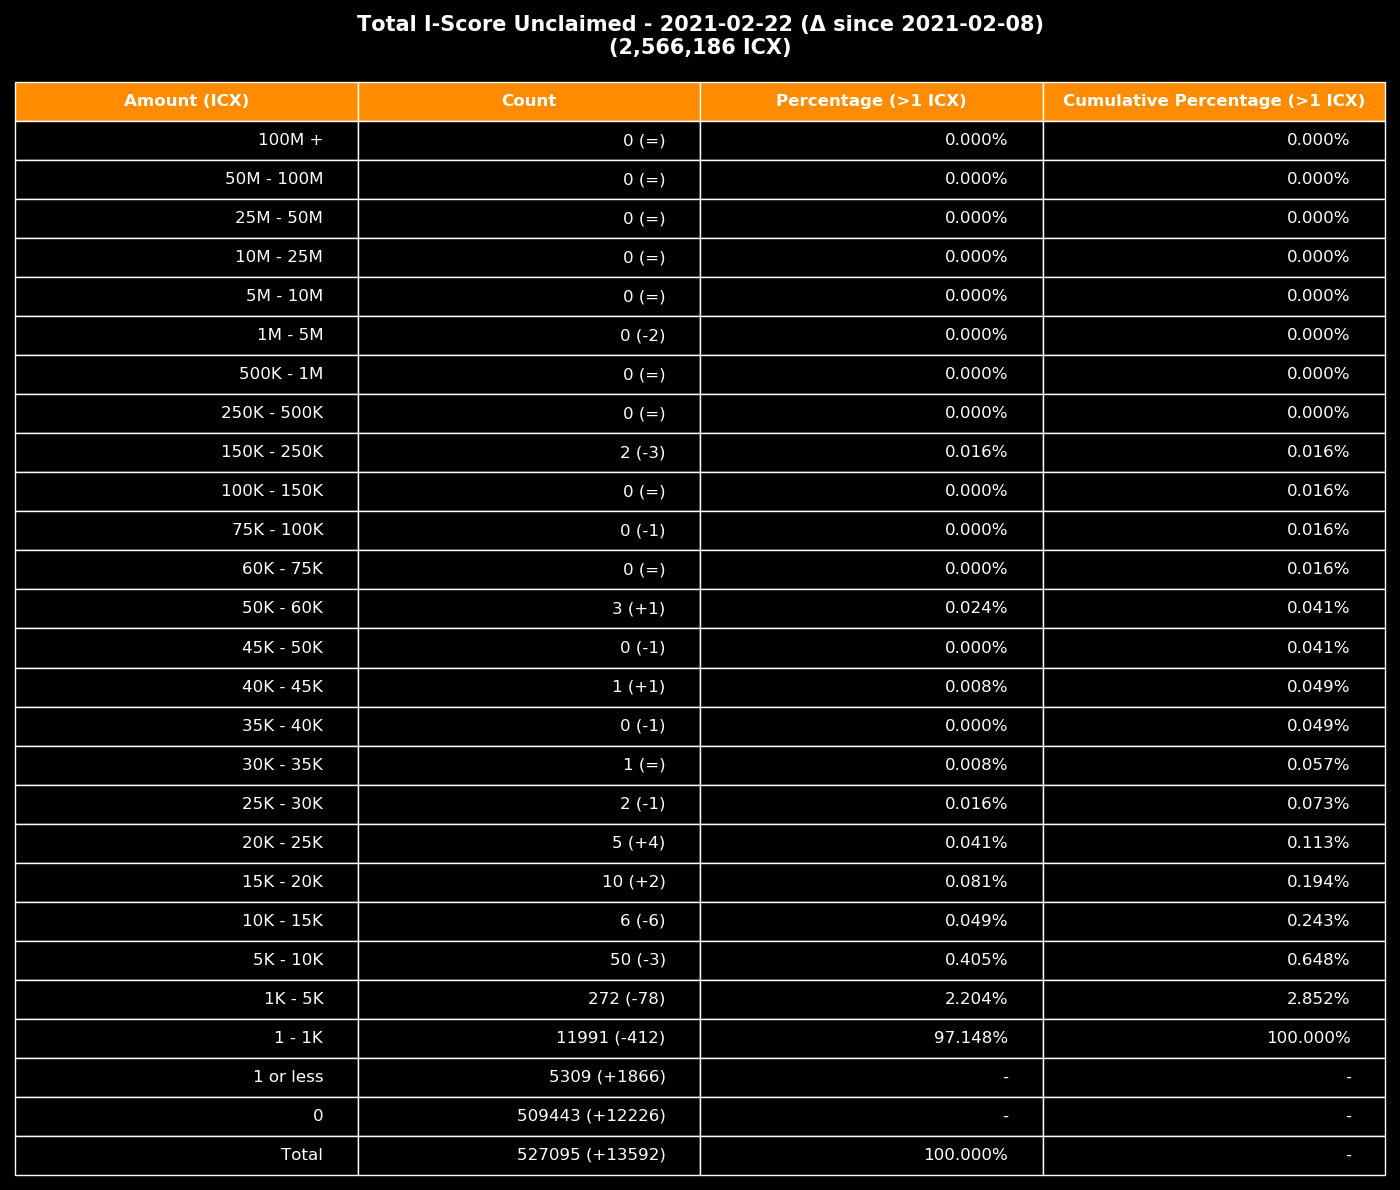 Total I-Score Unclaimed - 2021-02-22 (Δ since 2021-02-08)
(2,566,186 ICX)
Amount (ICX) Count Percentage (>1 ICX) Cumulative Percentage (>1 ICX)
100M + 0 (=) 0.000% 0.000%
50M - 100M 0 (=) 0.000% 0.000%
25M - 50M 0 (=) 0.000% 0.000%
10M - 25M 0 (=) 0.000% 0.000%
5M - 10M 0 (=) 0.000% 0.000%
1M - 5M 0 (-2) 0.000% 0.000%
500K - 1M 0 (=) 0.000% 0.000%
250K - 500K 0 (=) 0.000% 0.000%
150K - 250K 2 (-3) 0.016% 0.016%
100K - 150K 0 (=) 0.000% 0.016%
75K - 100K 0 (-1) 0.000% 0.016%
60K - 75K 0 (=) 0.000% 0.016%
50K - 60K 3 (+1) 0.024% 0.041%
45K - 50K 0 (-1) 0.000% 0.041%
40K - 45K 1 (+1) 0.008% 0.049%
35K - 40K 0 (-1) 0.000% 0.049%
30K - 35K 1 (=) 0.008% 0.057%
25K - 30K 2 (-1) 0.016% 0.073%
20K - 25K 5 (+4) 0.041% 0.113%
15K - 20K 10 (+2) 0.081% 0.194%
10K - 15K 6 (-6) 0.049% 0.243%
5K - 10K 50 (-3) 0.405% 0.648%
1K - 5K 272 (-78) 2.204% 2.852%
1 - 1K 11991 (-412) 97.148% 100.000%
1 or less 5309 (+1866) - -
0 509443 (+12226) - -
Total 527095 (+13592) 100.000% -